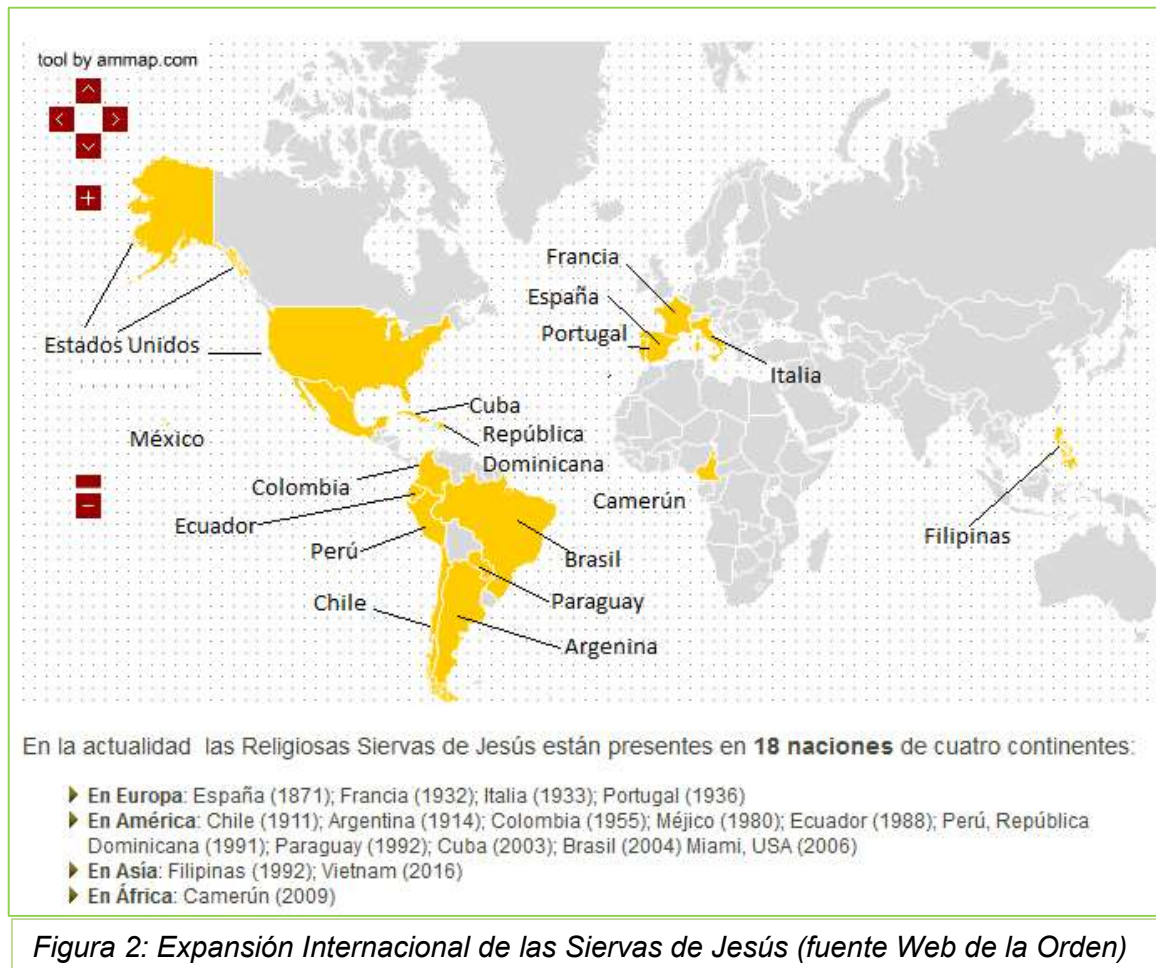 tool by ammap.com
Francia
España
Portugal
Estados Unidos
Italia
Cuba
México
República
Dominicana
Colombia
Camerún
Ecuador
Filipinas
Perú
Brasil
Chile
Paraguay
Argenina
En la actualidad las Religiosas Siervas de Jesús están presentes en 18 naciones de cuatro continentes:
En Europa: España (1871); Francia (1932); Italia (1933); Portugal (1936)
En América: Chile (1911); Argentina (1914); Colombia (1955); Méjico (1980); Ecuador (1988); Perú, República
Dominicana (1991); Paraguay (1992); Cuba (2003); Brasil (2004) Miami, USA (2006)
En Asía: Filipinas (1992); Vietnam (2016)
En África: Camerún (2009)
Figura 2: Expansión Internacional de las Siervas de Jesús (fuente Web de la Orden)